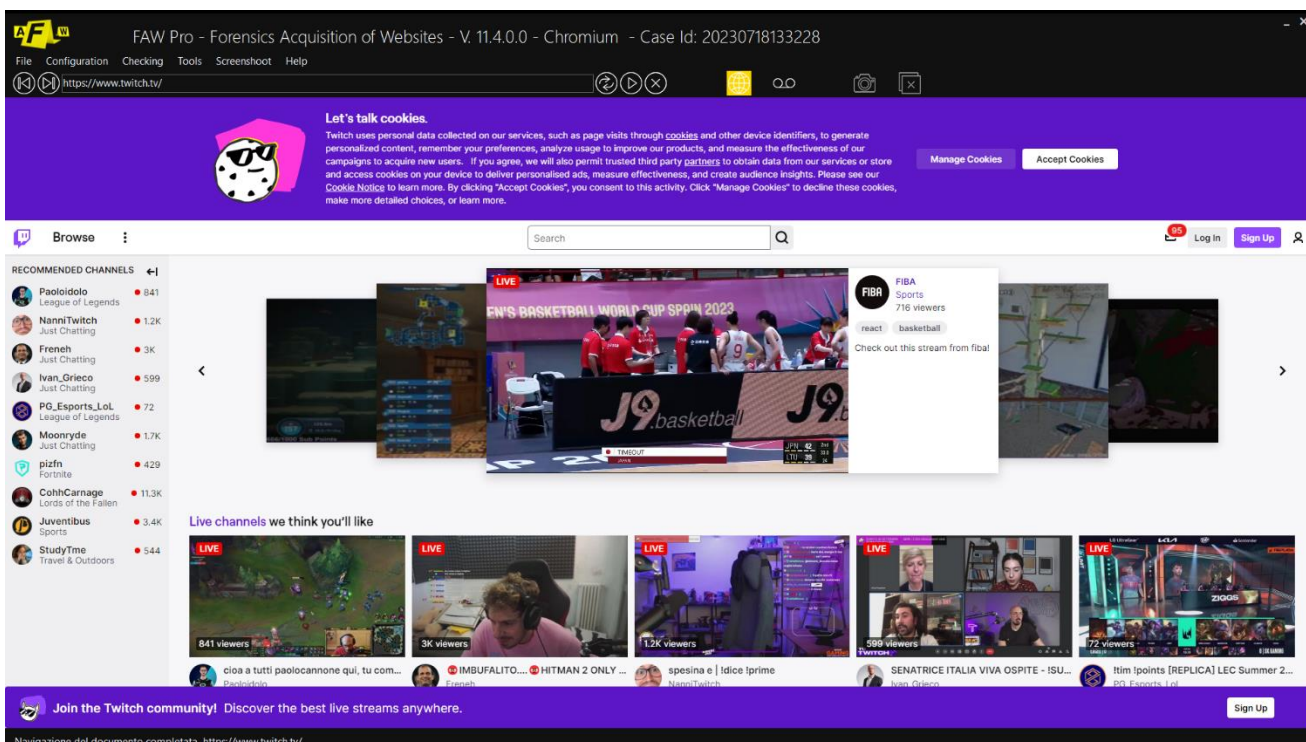 AFW
FAW Pro - Forensics Acquisition of Websites - V. 11.4.0.0 - Chromium - Case Id: 20230718133228
File Configuration Checking Tools Screenshoot Help
https://www.twitch.tv/
Let's talk cookies.
Twitch uses personal data collected on our services, such as page visits through cookies and other device identifiers, to generate
personalized content, remember your preferences, analyze usage to improve our products, and measure the effectiveness of our
campaigns to acquire new users. If you agree, we will also permit trusted third party partners to obtain data from our services or store
and access cookies on your device to deliver personalised ads, measure effectiveness, and create audience insights. Please see our
Cookie Notice to learn more. By clicking "Accept Cookies", you consent to this activity. Click "Manage Cookies" to decline these cookies,
make more detailed choices, or learn more.
Manage Cookies
Accept Cookies
Browse
Search
95
Log In
Sign Up
RECOMMENDED CHANNELS
Paoloidolo 841
League of Legends
NanniTwitch 1.2K
Just Chatting
Freneh 3K
Just Chatting
Ivan_Grieco 599
Just Chatting
PG_Esports_LoL 72
League of Legends
Moonryde 1.7K
Just Chatting
pizfn 429
Fortnite
CohhCarnage 11.3K
Lords of the Fallen
Juventibus 3.4K
Sports
StudyTme 544
Travel & Outdoors
LIVE
EN'S BASKETBALL WORLD CUP SPAIN 2023
9
J9.basketball
J9.b
TIMEOUT
JPN 42 2nd
LTU 39
FIBA
FIBA
Sports
716 viewers
react basketball
Check out this stream from fiba!
Live channels we think you'll like
LIVE
841 viewers
cioa a tutti paolocannone qui, tu com...
Paoloidolo
LIVE
3K viewers
IMBUFALITO.... HITMAN 2 ONLY ...
Freneh
LIVE
1.2K viewers
spesina e | !dice !prime
NanniTwitch
LIVE
599 viewers
SENATRICE ITALIA VIVA OSPITE - !SU...
Ivan_Grieco
LIVE
ZIGGS
72 viewers
!tim !points [REPLICA] LEC Summer 2...
PG_Esports_LoL
Join the Twitch community! Discover the best live streams anywhere.
Sign Up
Navigazione del documento completata https://www.twitch.tv/